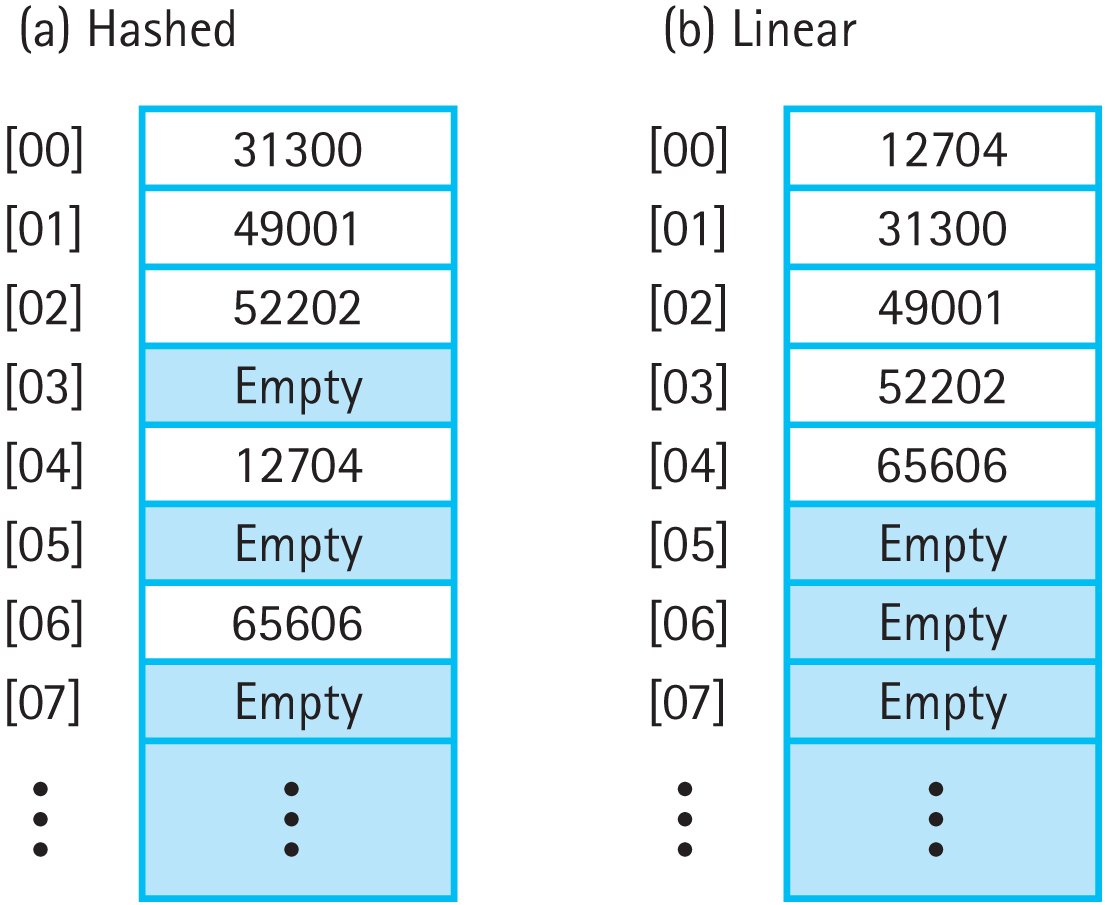 (a) Hashed
[00] 31300
[01] 49001
[02] 52202
[03] Empty
[04] 12704
[05] Empty
[06] 65606
[07] Empty
(b) Linear
[00] 12704
[01] 31300
[02] 49001
[03] 52202
[04] 65606
[05] Empty
[06] Empty
[07] Empty